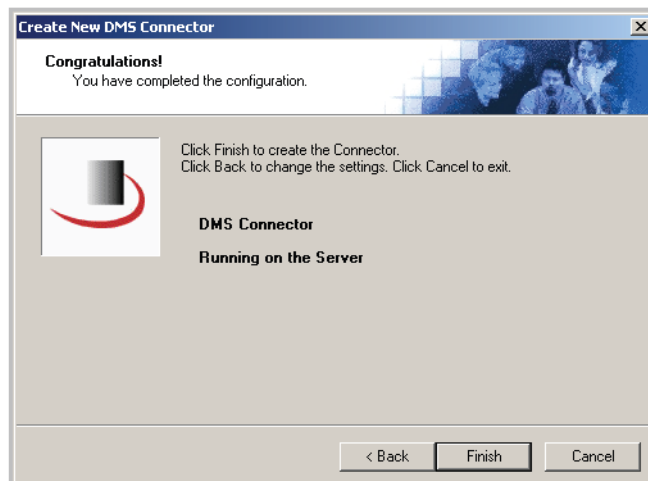 Create New DMS Connector
Congratulations!
You have completed the configuration.
Click Finish to create the Connector.
Click Back to change the settings. Click Cancel to exit.
DMS Connector
Running on the Server
< Back
Finish
Cancel